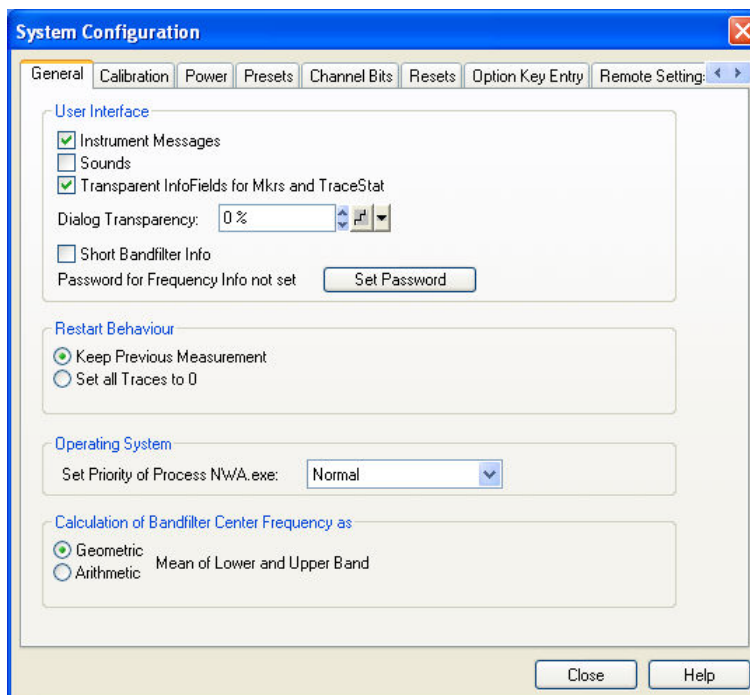 System Configuration
General Calibration Power Presets Channel Bits Resets Option Key Entry Remote Setting
User Interface
Instrument Messages
Sounds
Transparent InfoFields for Mkrs and TraceStat
Dialog Transparency: 0 %
Short Bandfilter Info
Password for Frequency Info not set Set Password
Restart Behaviour
Keep Previous Measurement
Set all Traces to 0
Operating System
Set Priority of Process NWA.exe: Normal
Calculation of Bandfilter Center Frequency as
Geometric
Mean of Lower and Upper Band
Arithmetic
Close Help